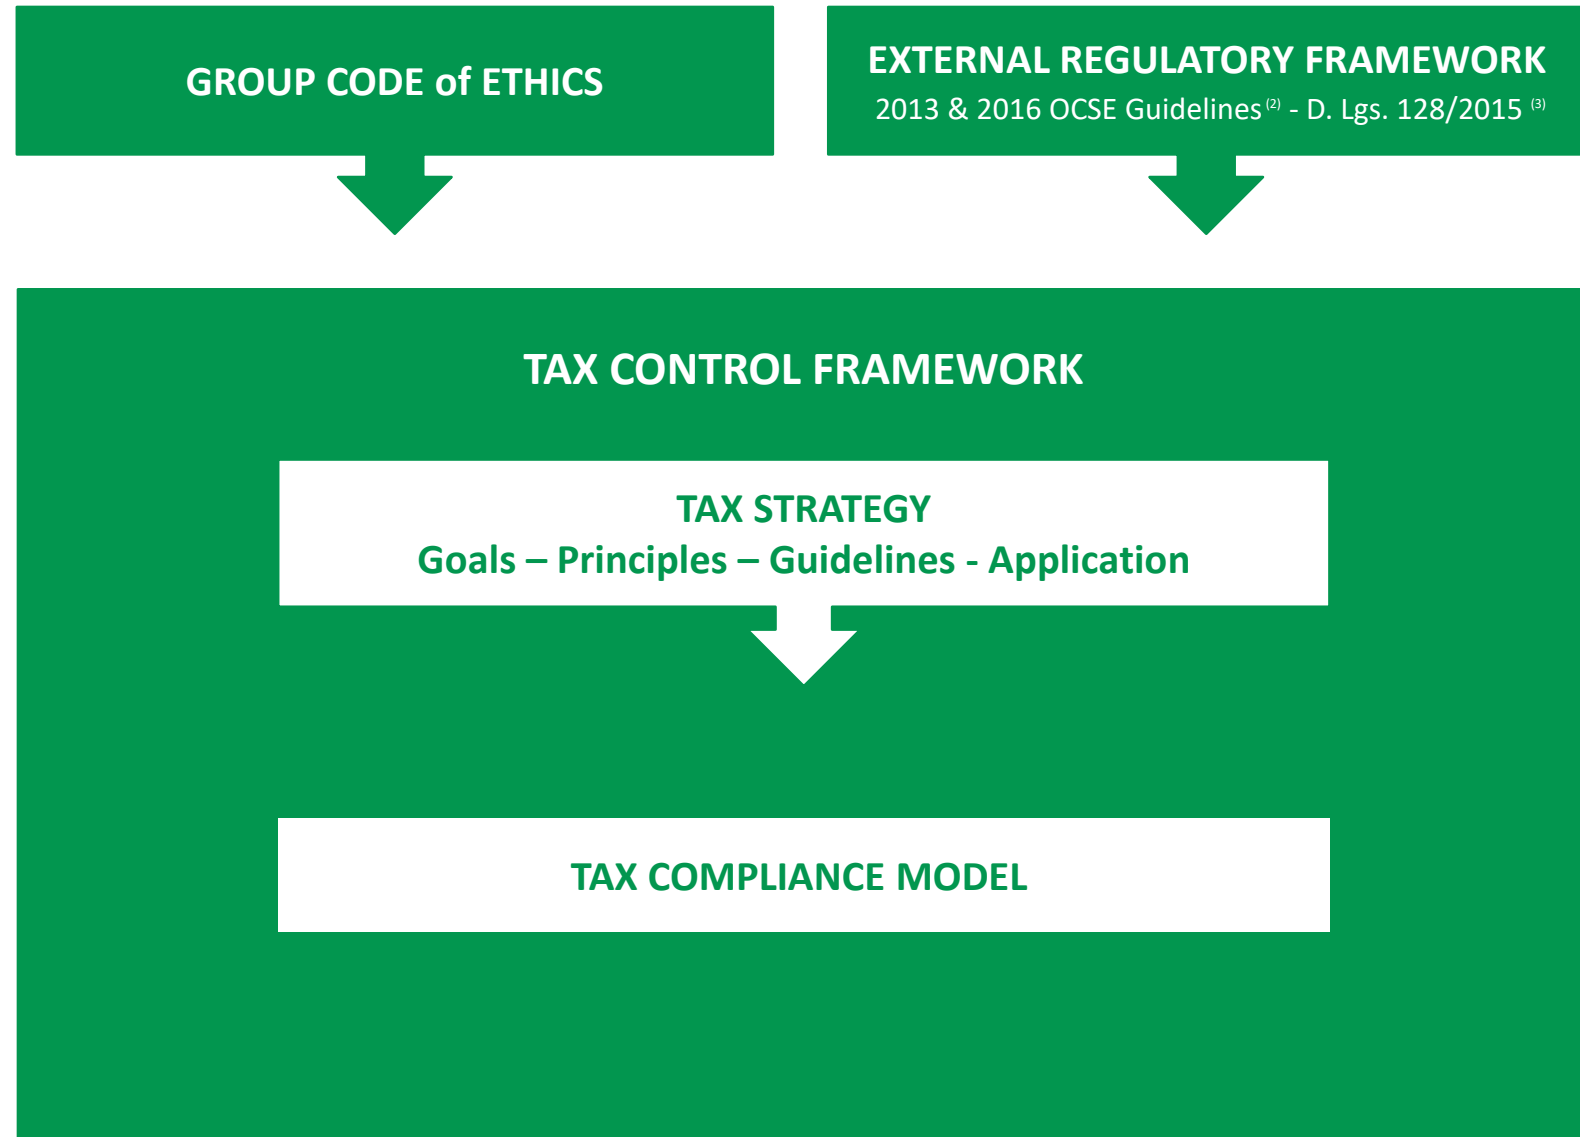 GROUP CODE of ETHICS
EXTERNAL REGULATORY FRAMEWORK
2013 & 2016 OCSE Guidelines (2) - D. Lgs. 128/2015 (3)
TAX CONTROL FRAMEWORK
TAX STRATEGY
Goals – Principles – Guidelines - Application
TAX COMPLIANCE MODEL